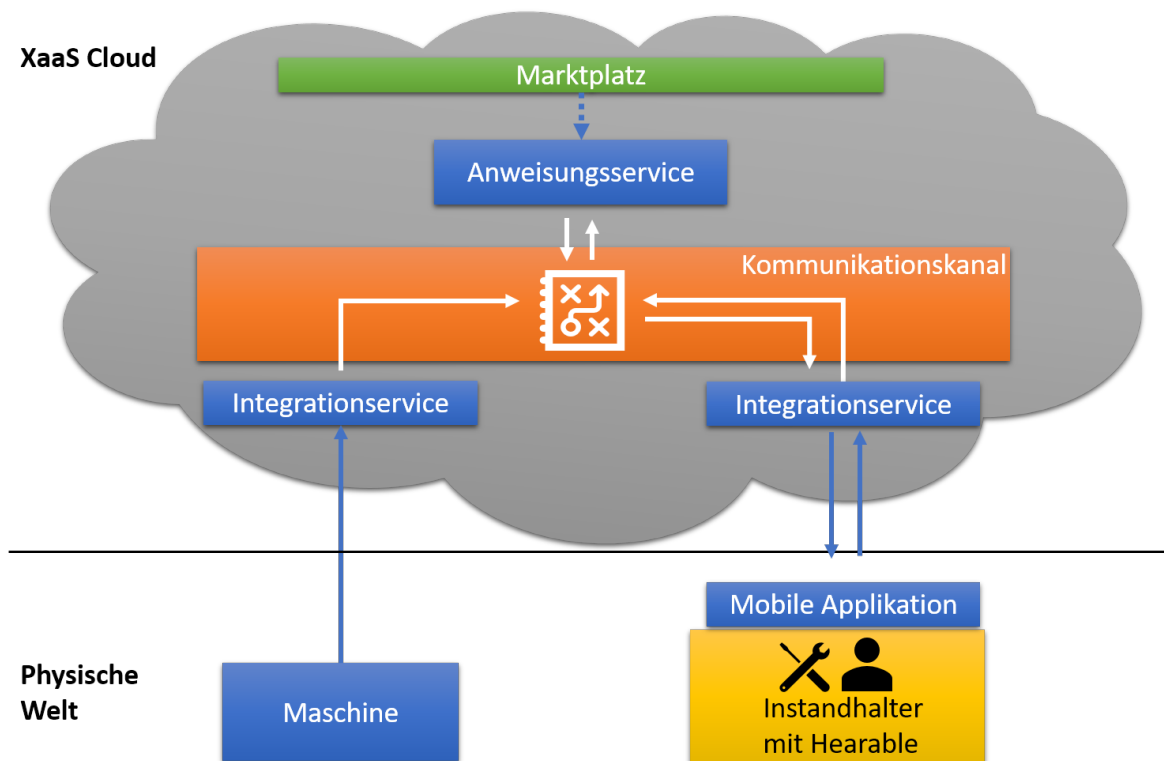 XaaS Cloud
Marktplatz
Anweisungsservice
Kommunikationskanal
Integrationservice
Integrationservice
Mobile Applikation
Physische
Welt
Maschine
Instandhalter
mit Hearable